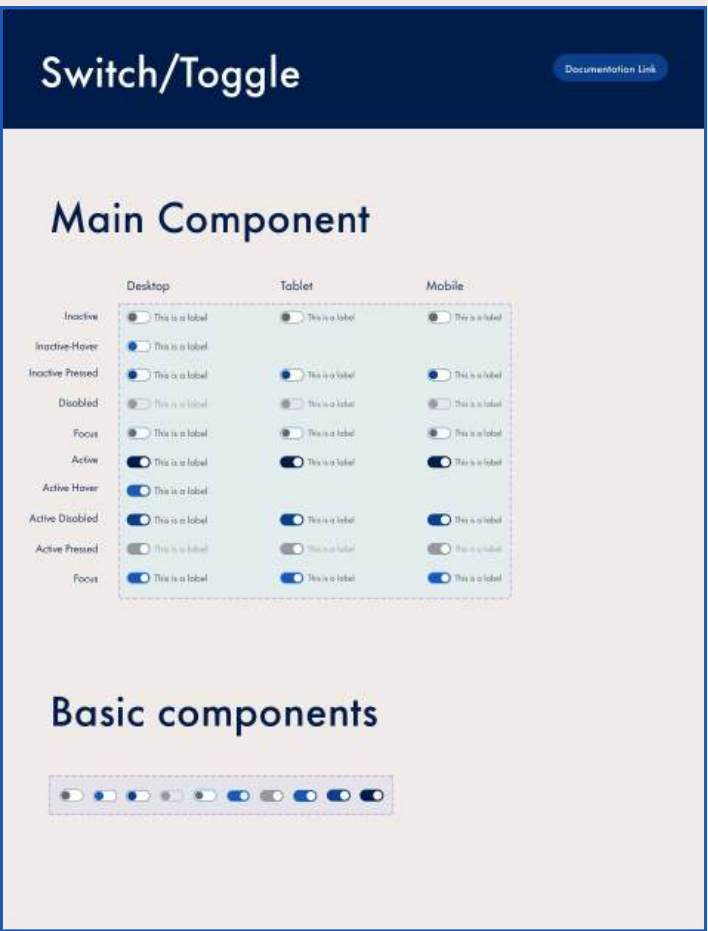 Switch/Toggle
Documentation Link
Main Component
Desktop Tablet Mobile
Inactive This is a label This is a label This is a label
Inactive-Hover This is a label
Inactive Pressed This is a label This is a label This is a label
Disabled This is a label This is a label This is a label
Focus This is a label This is a label This is a label
Active This is a label This is a label This is a label
Active Hover This is a label
Active Disabled This is a label This is a label This is a label
Active Pressed This is a label This is a label This is a label
Focus This is a label This is a label This is a label
Basic components